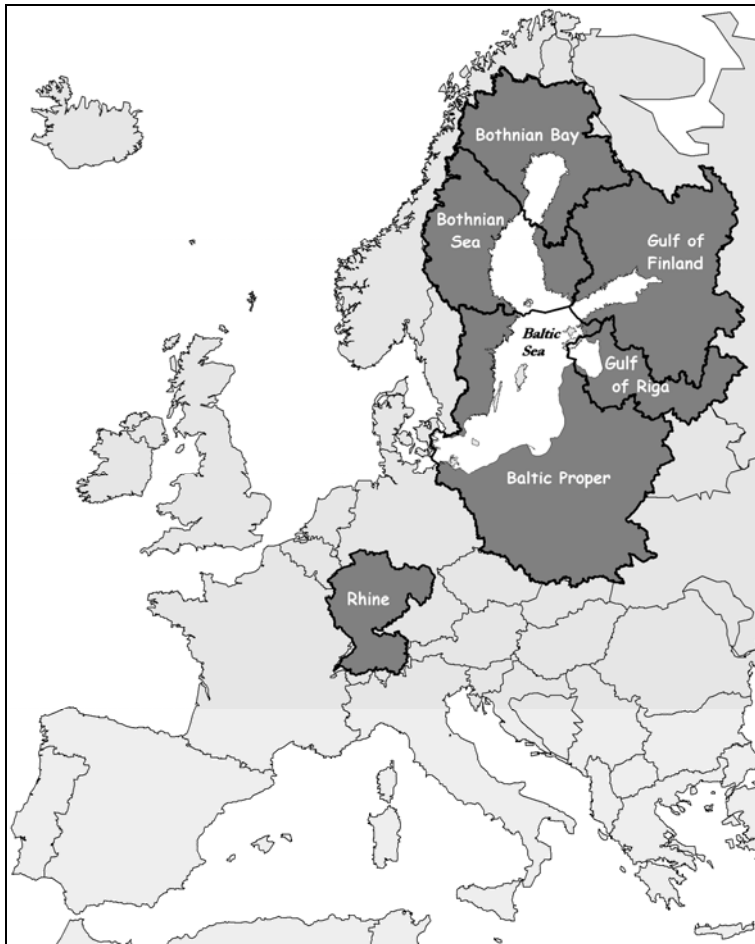 Bothnian Bay
Bothnian
Sea
Gulf of
Finland
Baltic
Sea
Gulf
of Riga
Baltic Proper
Rhine